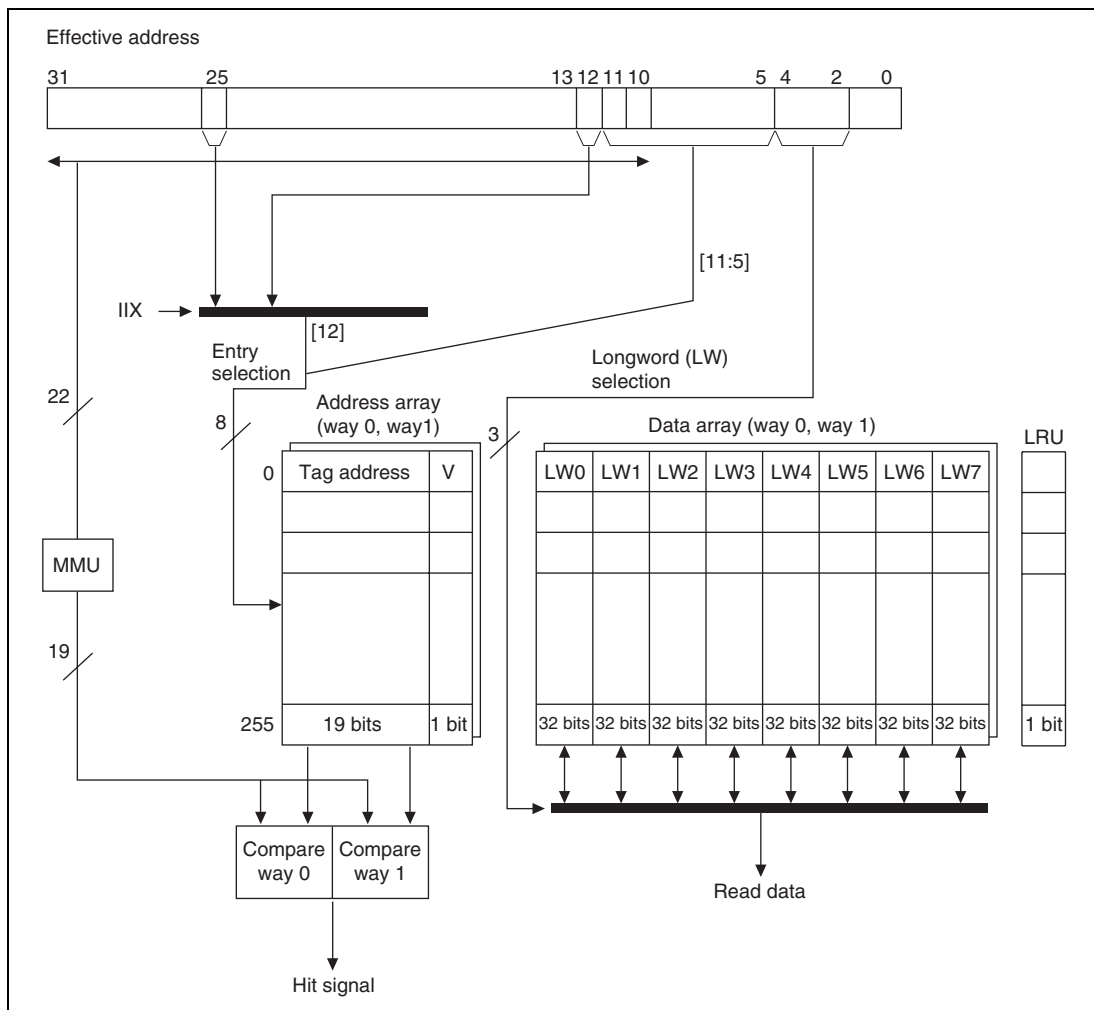 Effective address
31 25 13 12 11 10 5 4 2 0
[11:5]
IIX
[12]
Entry
selection
Longword (LW)
selection
22
8
Address array
(way 0, way1)
3
Data array (way 0, way 1)
LRU
0 Tag address V
LW0 LW1 LW2 LW3 LW4 LW5 LW6 LW7
MMU
19
255 19 bits 1 bit
32 bits 32 bits 32 bits 32 bits 32 bits 32 bits 32 bits 32 bits
1 bit
Compare
way 0
Compare
way 1
Read data
Hit signal